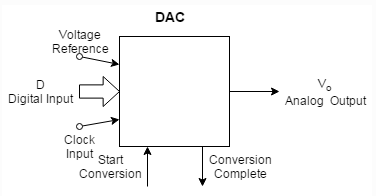 DAC
Voltage
Reference
D
Digital Input
Clock
Input
Start
Conversion
Conversion
Complete
Vo
Analog Output